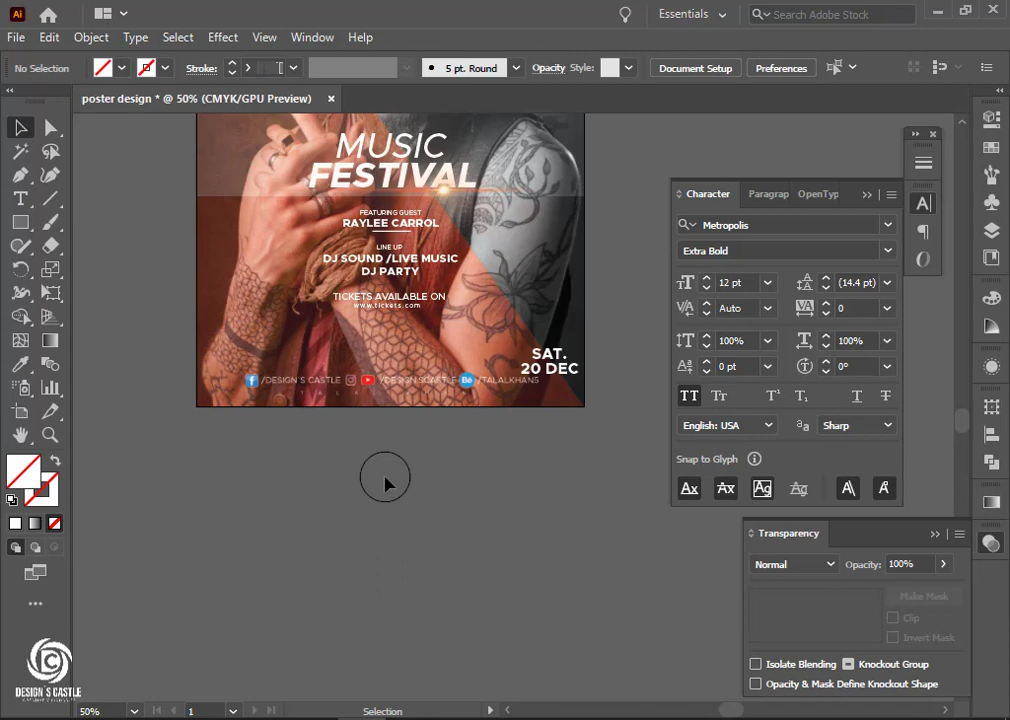 Ai
Essentials
Search Adobe Stock
File Edit Object Type Select Effect View Window Help
No Selection Stroke: 5 pt. Round Opacity Style: Document Setup Preferences
poster design * @ 50% (CMYK/GPU Preview)
MUSIC
FESTIVAL
FEATURING GUEST
RAYLEE CARROL
LINE UP
DJ SOUND /LIVE MUSIC
DJ PARTY
TICKETS AVAILABLE ON
www.tickets.com
SAT.
20 DEC
/DESIGN'S CASTLE /DESIGNSCASTLE Bē /TALALKHANS
Character Paragrap OpenTyp
Metropolis
Extra Bold
12 pt (14.4 pt)
Auto 0
100% 100%
0 pt 0°
English: USA Sharp
Snap to Glyph
Transparency
Normal Opacity: 100%
Make Mask
Clip
Invert Mask
Isolate Blending Knockout Group
Opacity & Mask Define Knockout Shape
DESIGN'S CASTLE
50% 1 Selection